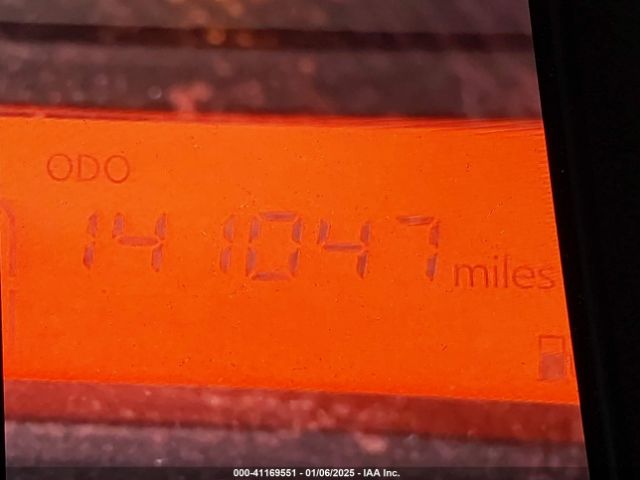 ODO
141047 miles
000-41169551 - 01/06/2025 - IAA Inc.